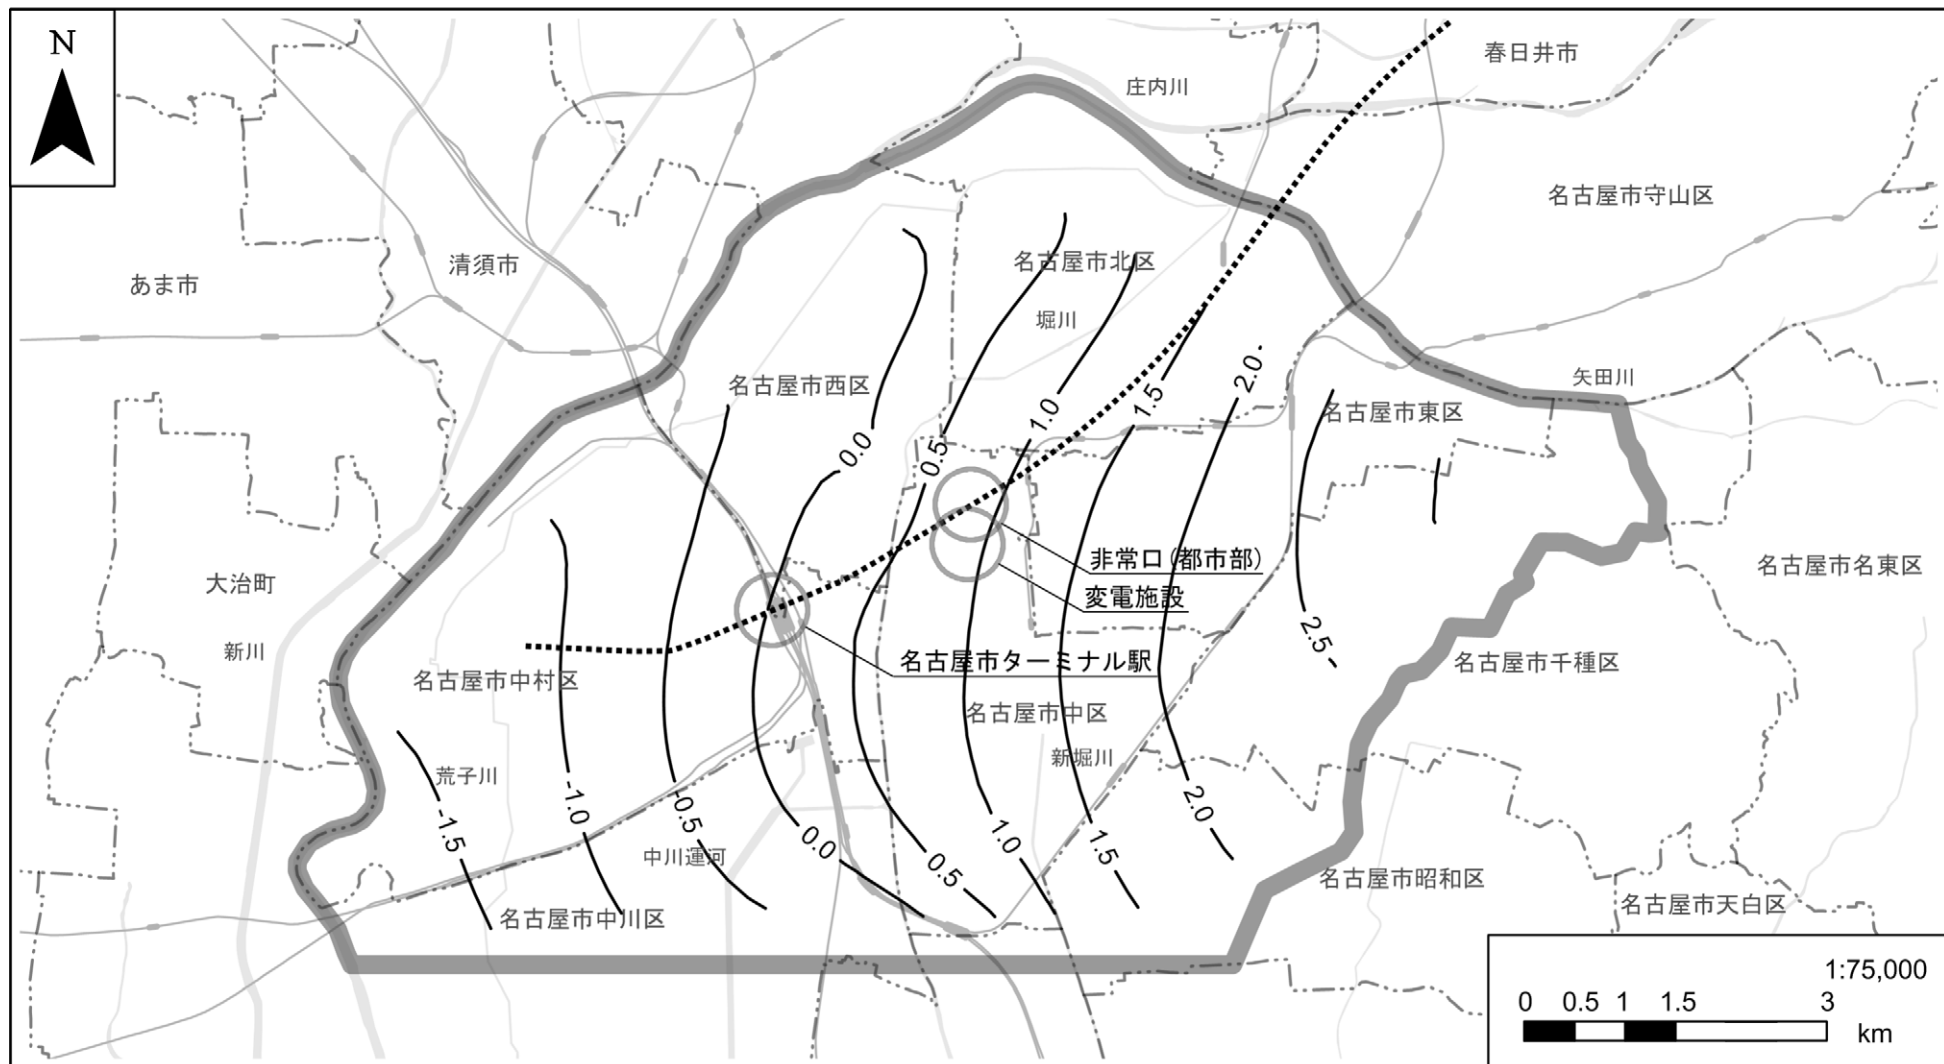 N
春日井市
庄内川
名古屋市守山区
清須市
あま市
名古屋市北区
堀川
名古屋市西区
2.0
矢田川
1.5
1.0
名古屋市東区
0.0
0.5
非常口(都市部)
変電施設
名古屋市名東区
大治町
新川
2.5
名古屋市ターミナル駅
名古屋市千種区
名古屋市中村区
名古屋市中区
新堀川
荒子川
-1.5
-1.0
-0.5
0.0
0.5
1.0
1.5
2.0
中川運河
名古屋市昭和区
名古屋市天白区
名古屋市中川区
1:75,000
0 0.5 1 1.5 3
km